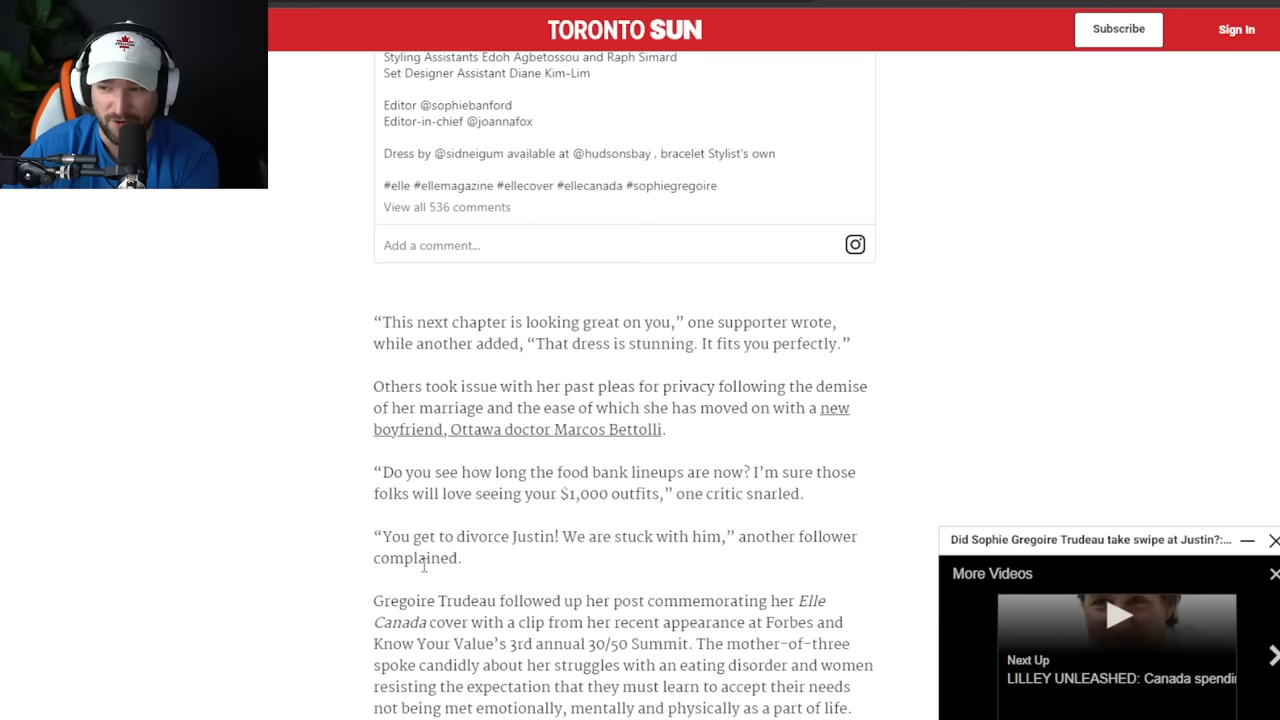 TORONTO SUN
Subscribe
Sign In
Styling Assistants Edoh Agbetossou and Raph Simard
Set Designer Assistant Diane Kim-Lim
Editor @sophiebanford
Editor-in-chief @joannafox
Dress by @sidneigum available at @hudsonsbay , bracelet Stylist's own
#elle #ellemagazine #ellecover #ellecanada #sophiegregoire
View all 536 comments
Add a comment...
“This next chapter is looking great on you,” one supporter wrote,
while another added, “That dress is stunning. It fits you perfectly.”
Others took issue with her past pleas for privacy following the demise
of her marriage and the ease of which she has moved on with a new
boyfriend, Ottawa doctor Marcos Bettolli.
“Do you see how long the food bank lineups are now? I’m sure those
folks will love seeing your $1,000 outfits,” one critic snarled.
“You get to divorce Justin! We are stuck with him,” another follower
complained.
Gregoire Trudeau followed up her post commemorating her Elle
Canada cover with a clip from her recent appearance at Forbes and
Know Your Value’s 3rd annual 30/50 Summit. The mother-of-three
spoke candidly about her struggles with an eating disorder and women
resisting the expectation that they must learn to accept their needs
not being met emotionally, mentally and physically as a part of life.
Did Sophie Gregoire Trudeau take swipe at Justin?:...
More Videos
Next Up
LILLEY UNLEASHED: Canada spendi